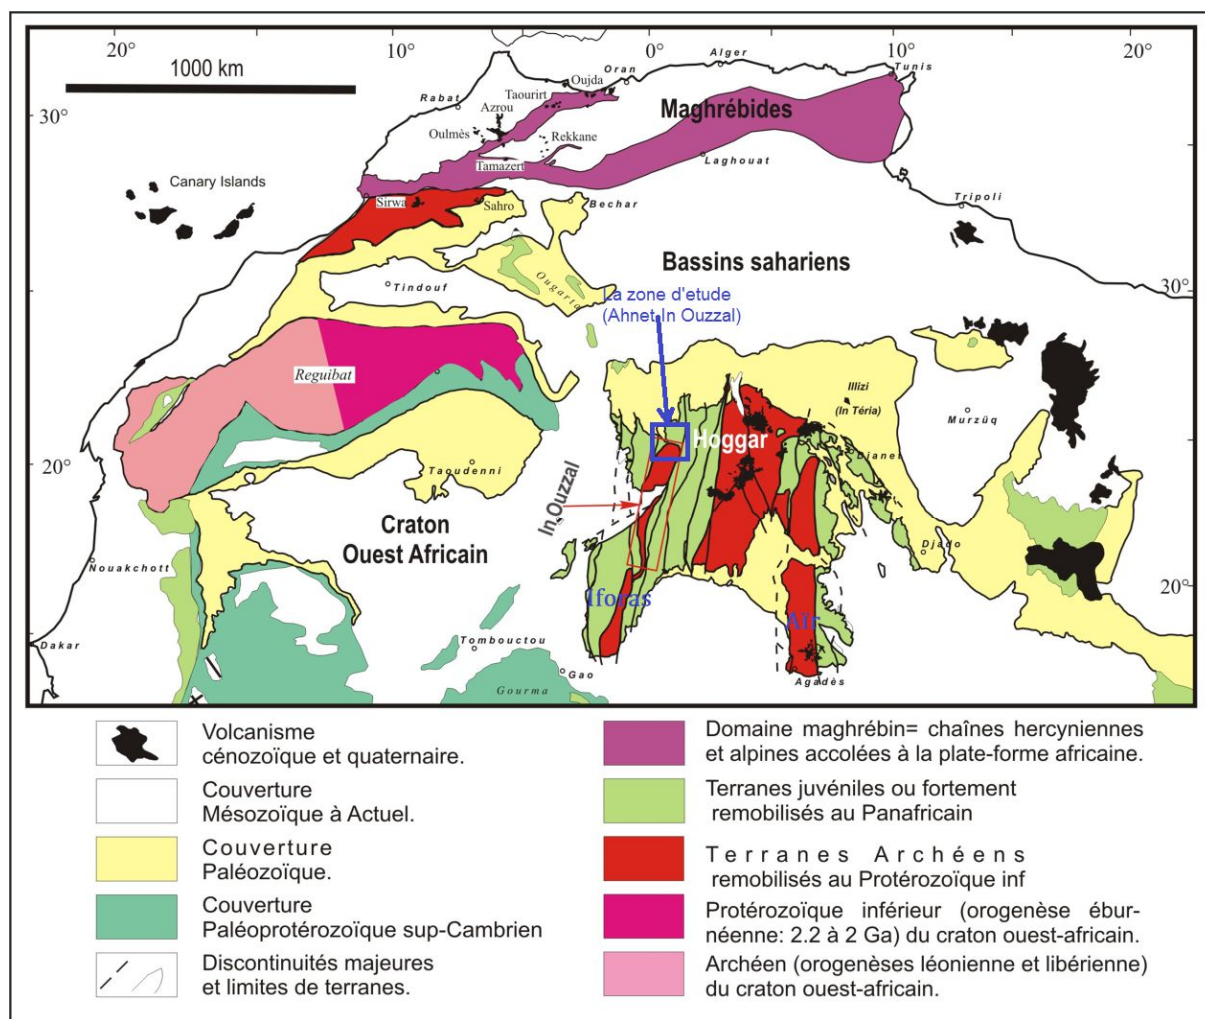 20°
10°
0°
10°
20°
1000 km
Alger
Tunis
Oran
Oujda
Taourirt
Rabat
Azrou
Maghrébides
30°
Oulmès
Rekkane
Laghouat
Tamazert
Canary Islands
Sirwa
Sahro
Bechar
Tripoli
Bassins sahariens
Tindouf
Ougarta
30°
La zone d'etude
(Ahnet In Ouzzal)
Reguibat
Illizi
(In Téria)
Murzūq
Hoggar
Djanet
20°
Taoudenni
In Ouzzal
Craton
Ouest Africain
Djado
Nouakchott
20°
Iforas
Aïr
Dakar
Tombouctou
Gao
Agadès
Gourma
Volcanisme
cénozoïque et quaternaire.
Couverture
Mésozoïque à Actuel.
Couverture
Paléozoïque.
Couverture
Paléoprotérozoïque sup-Cambrien
Discontinuités majeures
et limites de terranes.
Domaine maghrébin= chaînes hercyniennes
et alpines accolées à la plate-forme africaine.
Terranes juvéniles ou fortement
remobilisés au Panafricain
Terranes Archéens
remobilisés au Protérozoïque inf
Protérozoïque inférieur (orogenèse ébur-
néenne: 2.2 à 2 Ga) du craton ouest-africain.
Archéen (orogenèses léonienne et libérienne)
du craton ouest-africain.